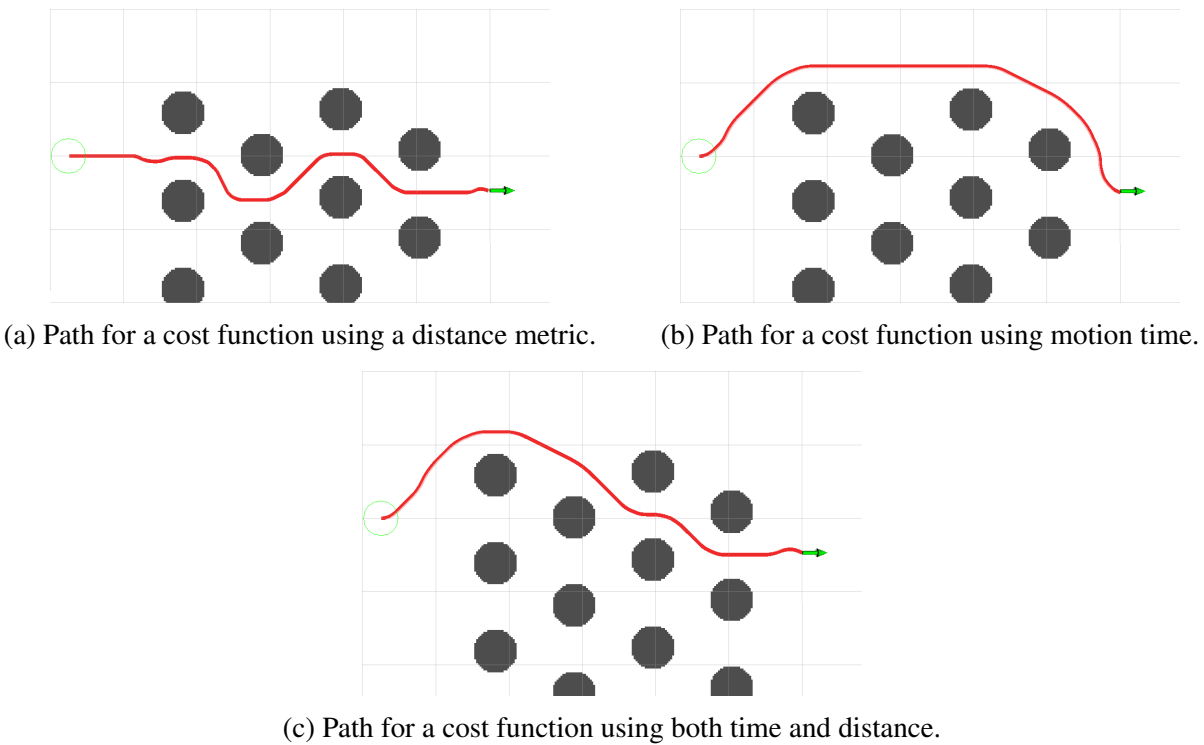 (a) Path for a cost function using a distance metric.
(b) Path for a cost function using motion time.
(c) Path for a cost function using both time and distance.